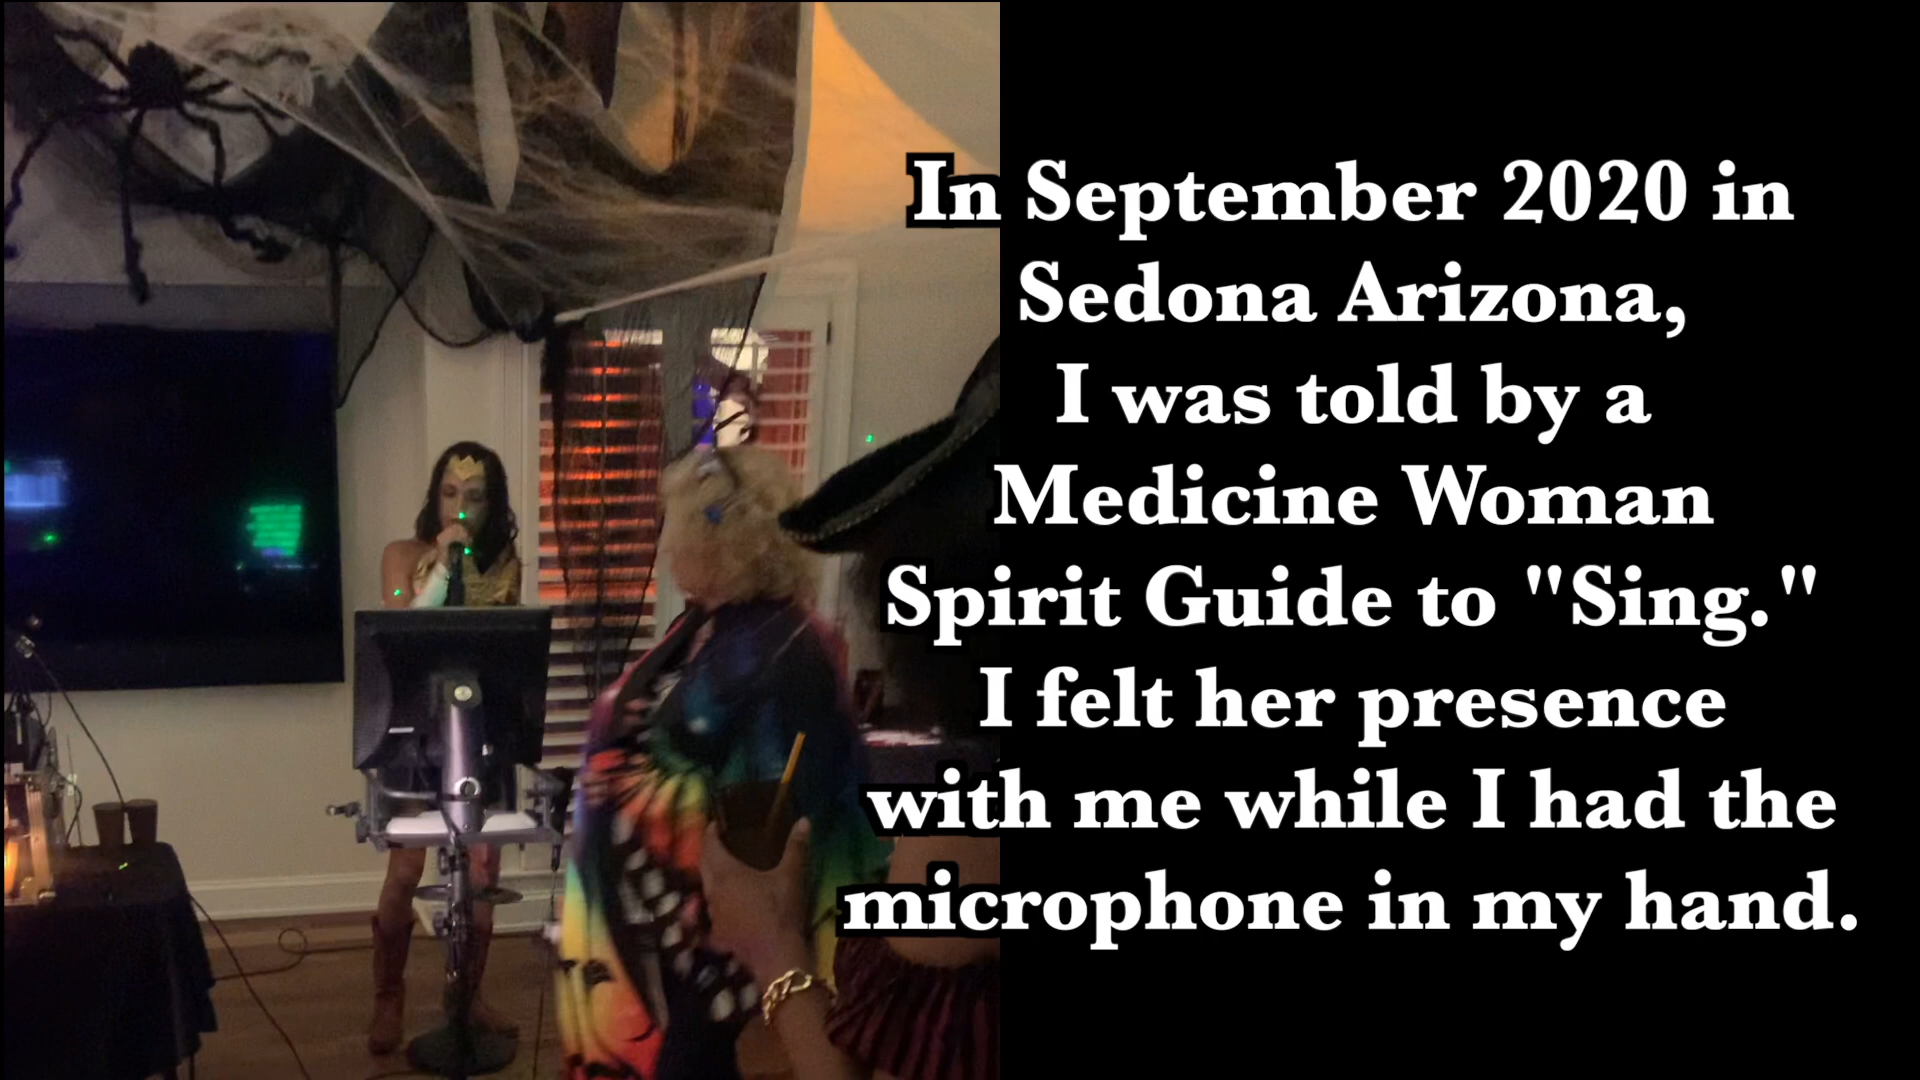 In September 2020 in
Sedona Arizona,
I was told by a
Medicine Woman
Spirit Guide to "Sing."
I felt her presence
with me while I had the
microphone in my hand.